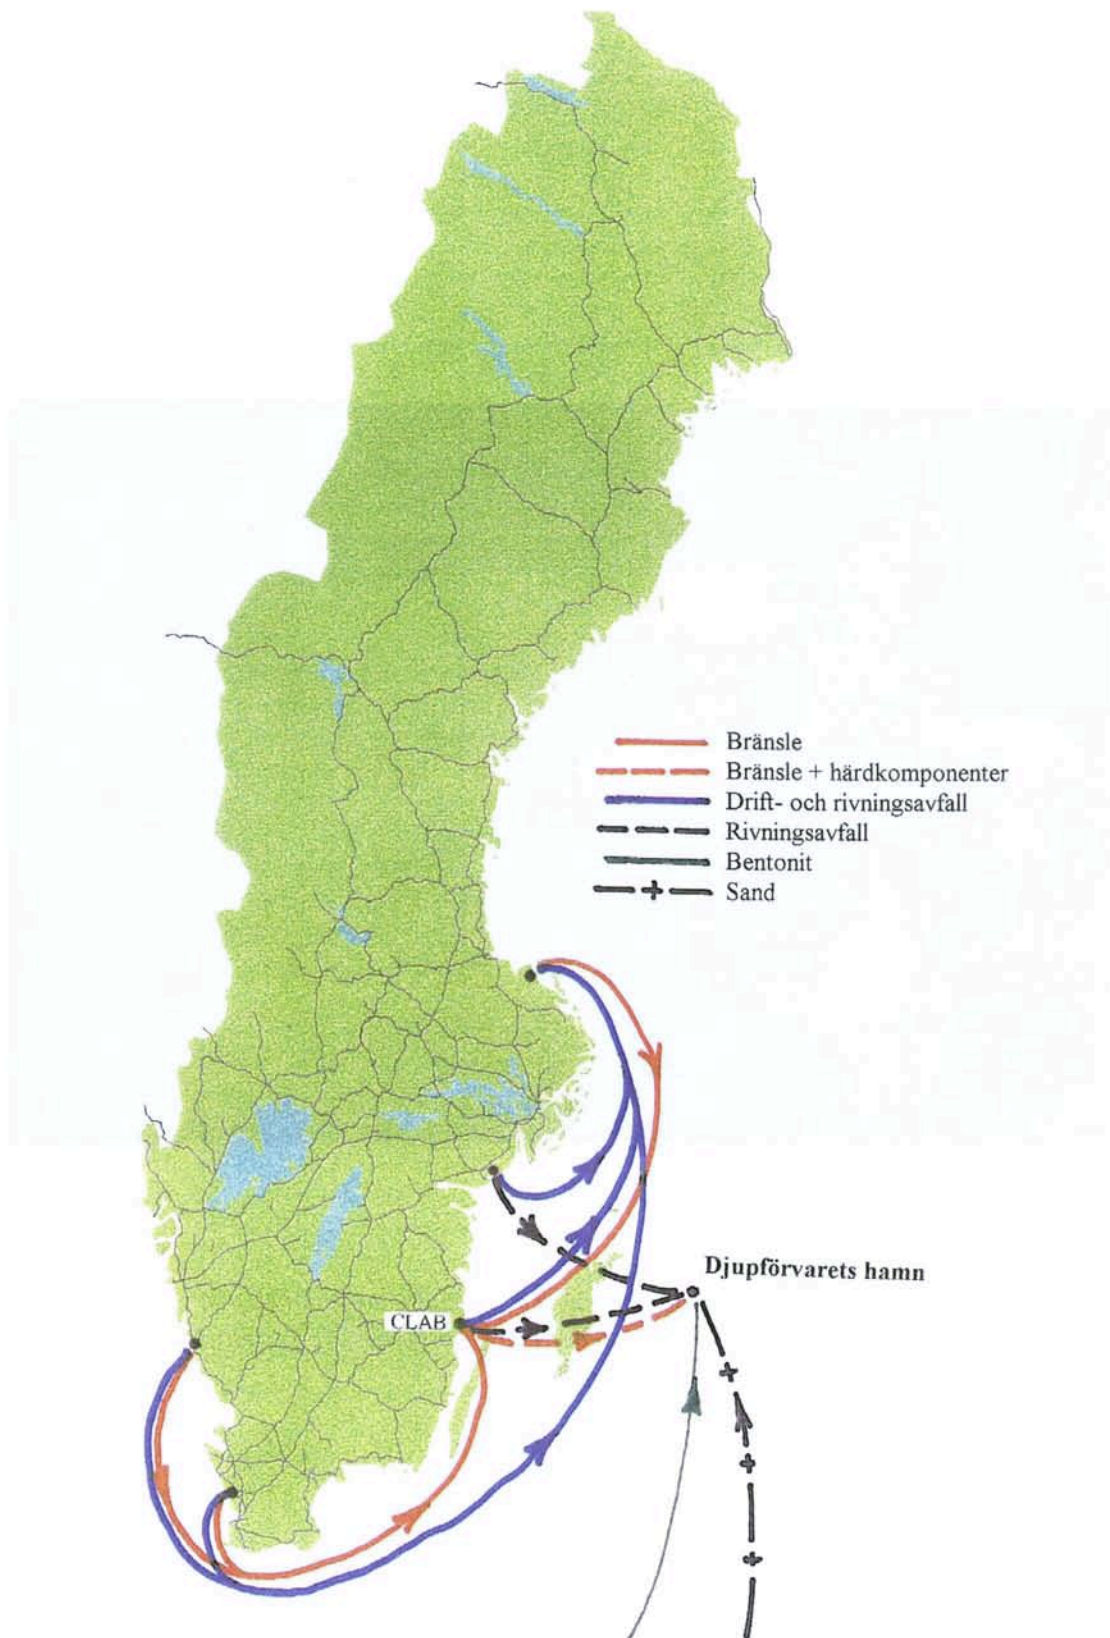 Bränsle
Bränsle + härdkomponenter
Drift- och rivningsavfall
Rivningsavfall
Bentonit
Sand
Djupförvarets hamn
CLAB